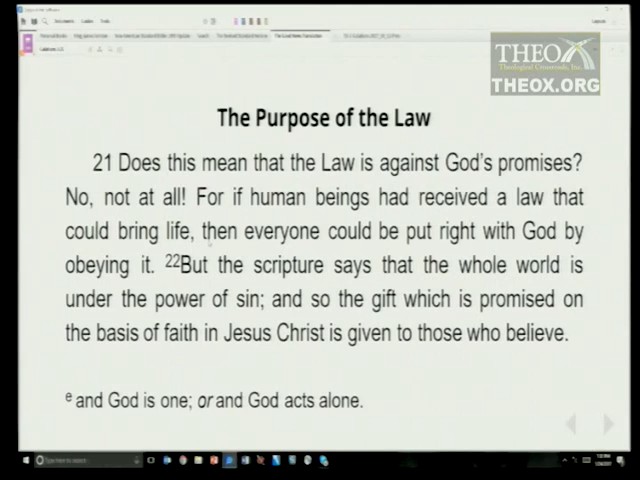 THEOX
Theological Crossroads, Inc.
THEOX.ORG
The Purpose of the Law
21 Does this mean that the Law is against God's promises?
No, not at all! For if human beings had received a law that
could bring life, then everyone could be put right with God by
obeying it. 22But the scripture says that the whole world is
under the power of sin; and so the gift which is promised on
the basis of faith in Jesus Christ is given to those who believe.
e and God is one; or and God acts alone.
Type here to search